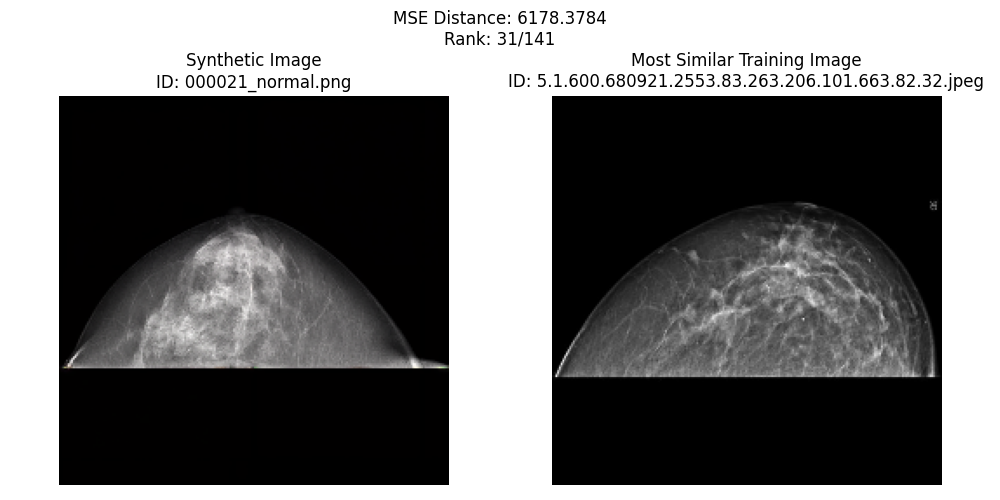 MSE Distance: 6178.3784
Rank: 31/141
Synthetic Image
ID: 000021_normal.png
Most Similar Training Image
ID: 5.1.600.680921.2553.83.263.206.101.663.82.32.jpeg